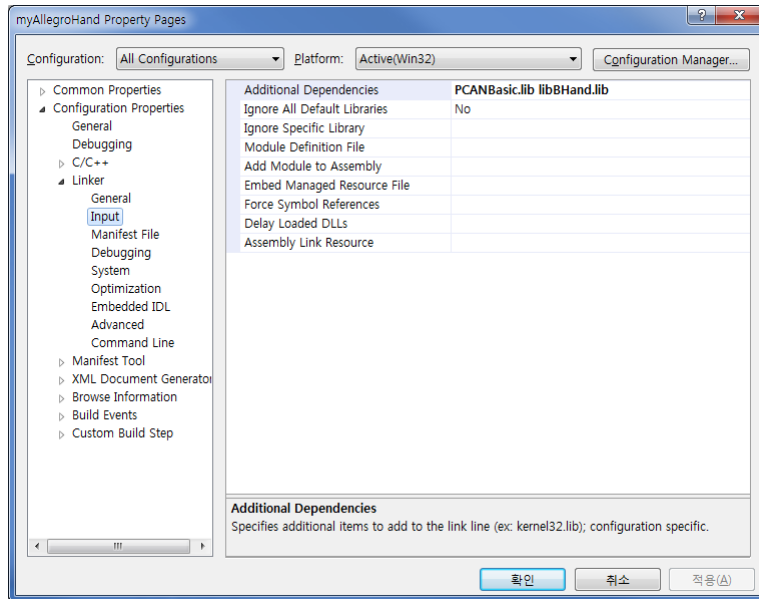 myAllegroHand Property Pages
Configuration: All Configurations Platform: Active(Win32) Configuration Manager...
Common Properties
Configuration Properties
General
Debugging
C/C++
Linker
General
Input
Manifest File
Debugging
System
Optimization
Embedded IDL
Advanced
Command Line
Manifest Tool
XML Document Generator
Browse Information
Build Events
Custom Build Step
Additional Dependencies PCANBasic.lib libBHand.lib
Ignore All Default Libraries No
Ignore Specific Library
Module Definition File
Add Module to Assembly
Embed Managed Resource File
Force Symbol References
Delay Loaded DLLs
Assembly Link Resource
Additional Dependencies
Specifies additional items to add to the link line (ex: kernel32.lib); configuration specific.
확인 취소 적용(A)